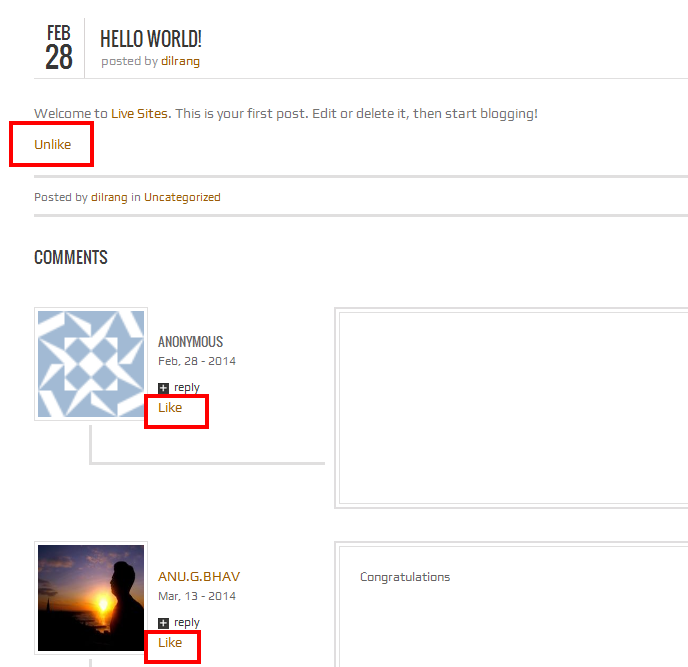 FEB
28
HELLO WORLD!
posted by dilrang
Welcome to Live Sites. This is your first post. Edit or delete it, then start blogging!
Unlike
Posted by dilrang in Uncategorized
COMMENTS
ANONYMOUS
Feb, 28 - 2014
+ reply
Like
ANU.G.BHAV
Mar, 13 - 2014
+ reply
Like
Congratulations